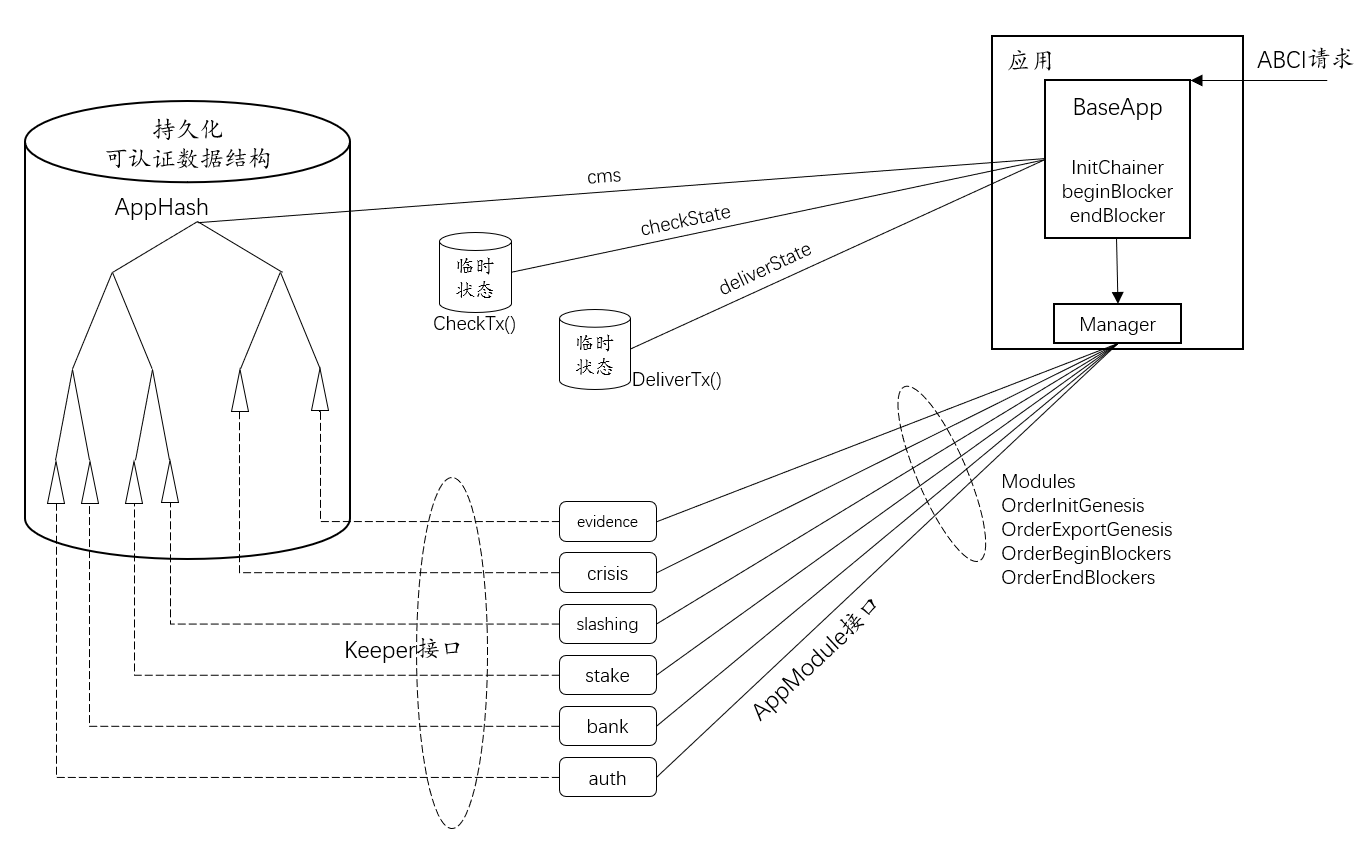 应用
ABCI请求
BaseApp
InitChainer
beginBlocker
endBlocker
Manager
持久化
可认证数据结构
AppHash
cms
checkState
deliverState
临时
状态
CheckTx()
临时
状态
DeliverTx()
Modules
OrderInitGenesis
OrderExportGenesis
OrderBeginBlockers
OrderEndBlockers
evidence
crisis
slashing
Keeper接口
stake
bank
auth
AppModule接口